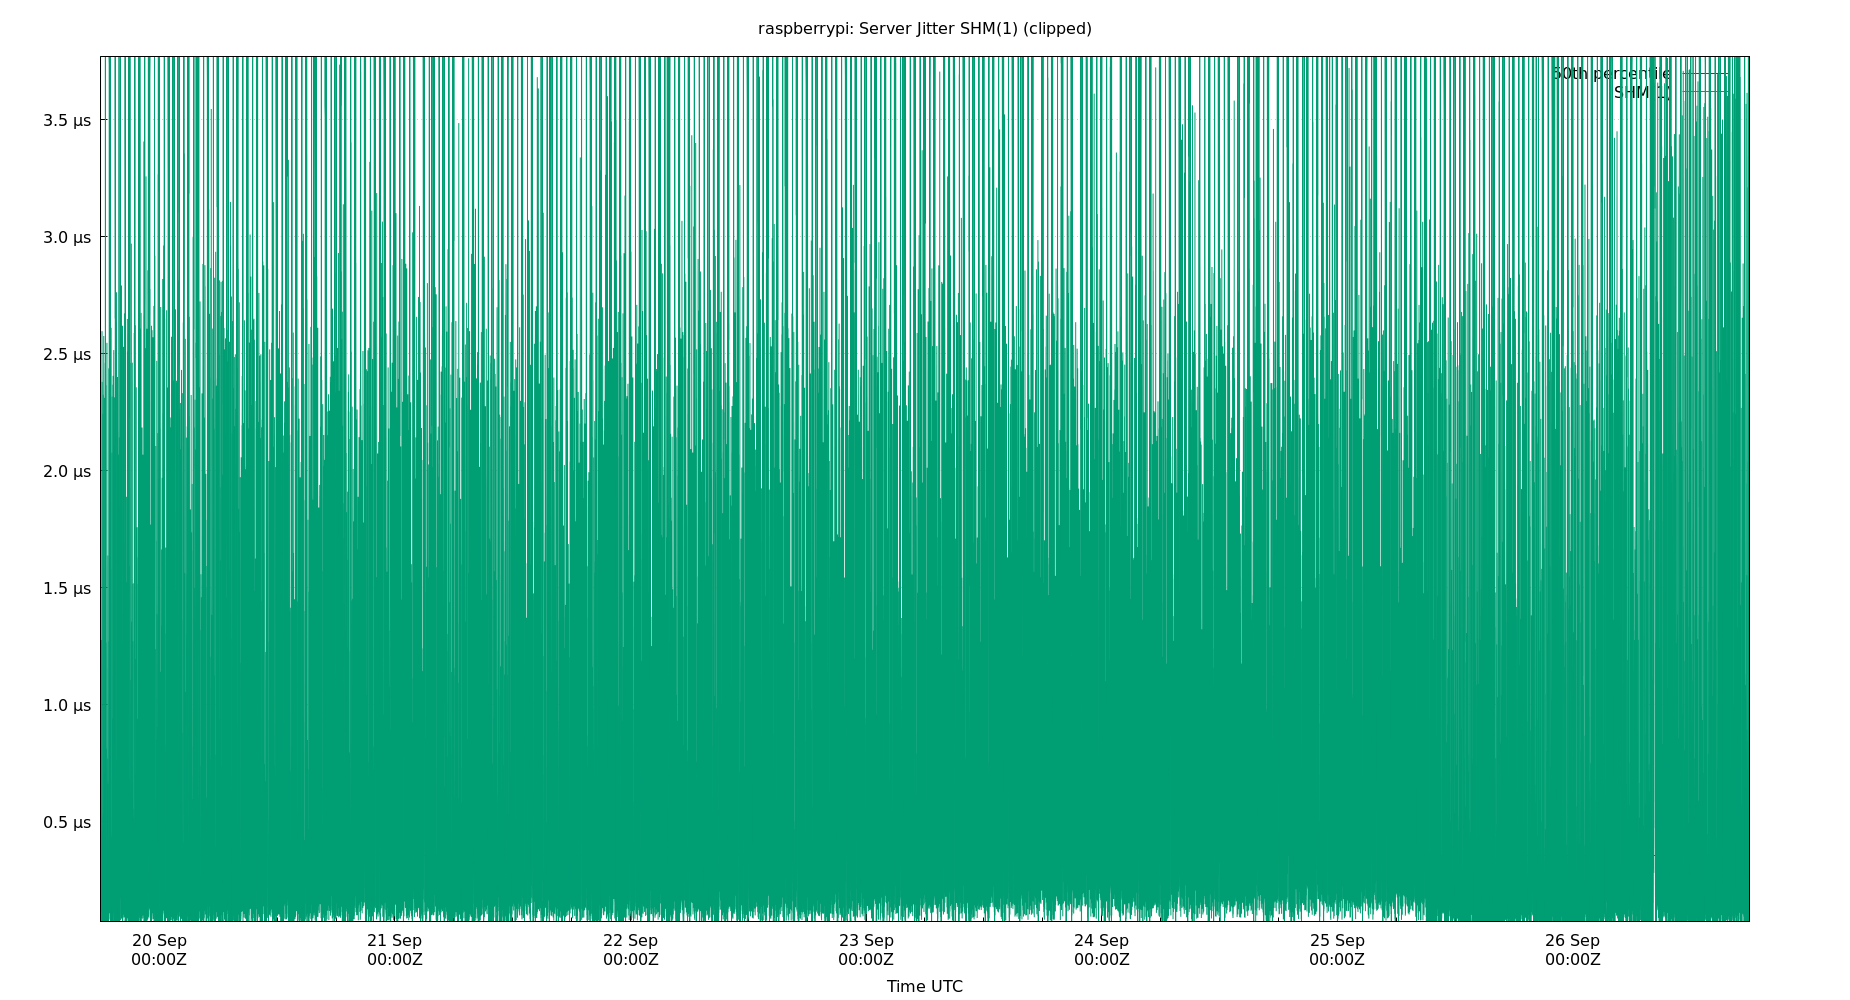 raspberrypi: Server Jitter SHM(1) (clipped)
50th percentile
SHM(1)
3.5 µs
3.0 µs
2.5 µs
2.0 µs
1.5 µs
1.0 µs
0.5 µs
20 Sep 21 Sep 22 Sep 23 Sep 24 Sep 25 Sep 26 Sep
00:00Z 00:00Z 00:00Z 00:00Z 00:00Z 00:00Z 00:00Z
Time UTC